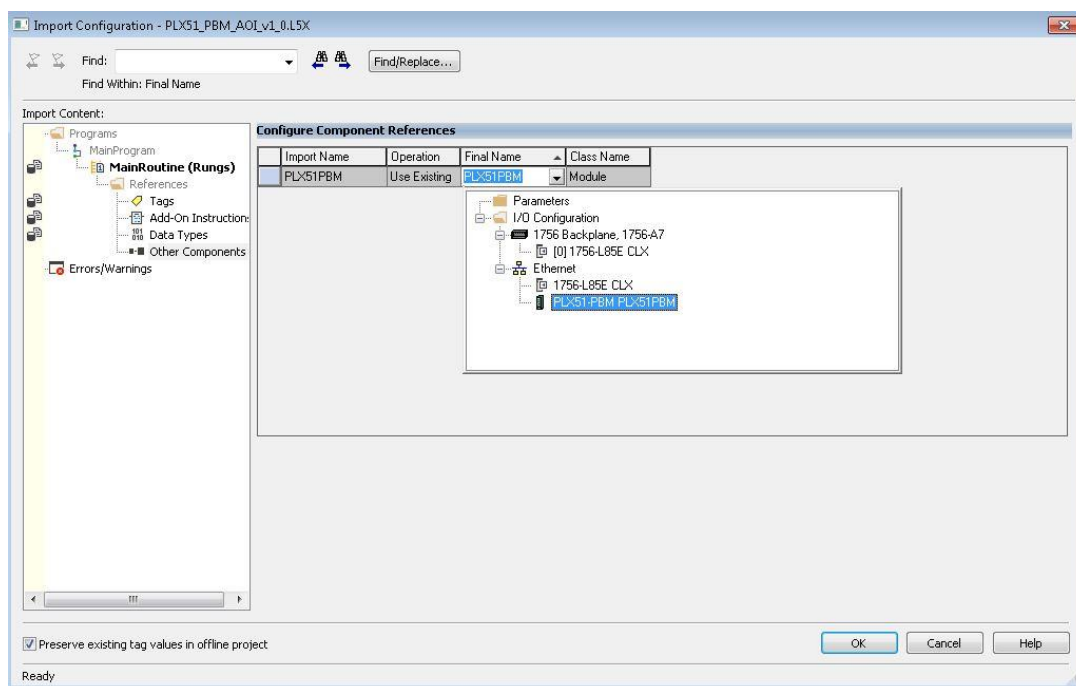 Import Configuration - PLX51_PBM_AOI_v1_0.L5X
Find:
Find/Replace...
Find Within: Final Name
Import Content:
Programs
MainProgram
MainRoutine (Rungs)
References
Tags
Add-On Instruction:
Data Types
Other Components
Errors/Warnings
Configure Component References
Import Name Operation Final Name Class Name
PLX51PBM Use Existing PLX51PBM Module
Parameters
I/O Configuration
1756 Backplane, 1756-A7
[0] 1756-L85E CLX
Ethernet
1756-L85E CLX
PLX51-PBM PLX51PBM
Preserve existing tag values in offline project
OK Cancel Help
Ready